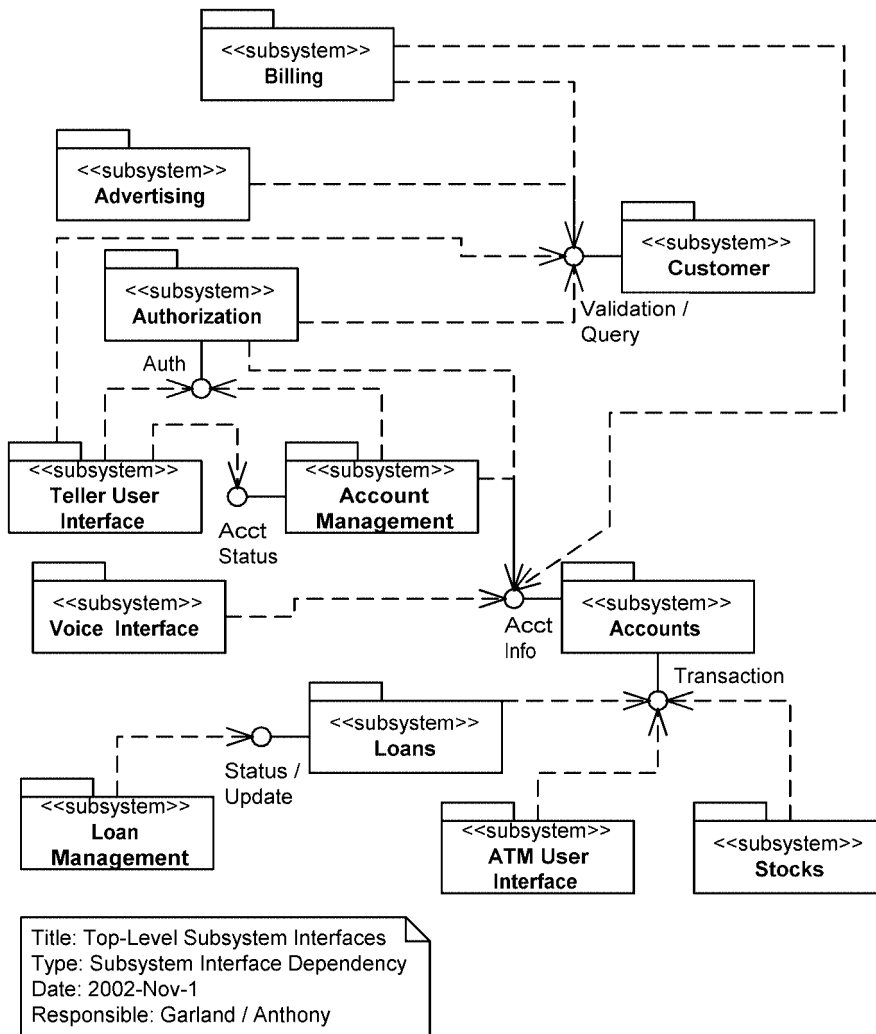 <<subsystem>>
Billing
<<subsystem>>
Advertising
<<subsystem>>
Customer
<<subsystem>>
Authorization
Validation /
Query
Auth
<<subsystem>>
Teller User
Interface
<<subsystem>>
Account
Management
Acct
Status
<<subsystem>>
Voice Interface
Acct
Info
<<subsystem>>
Accounts
Transaction
<<subsystem>>
Loans
Status /
Update
<<subsystem>>
Loan
Management
<<subsystem>>
ATM User
Interface
<<subsystem>>
Stocks
Title: Top-Level Subsystem Interfaces
Type: Subsystem Interface Dependency
Date: 2002-Nov-1
Responsible: Garland / Anthony